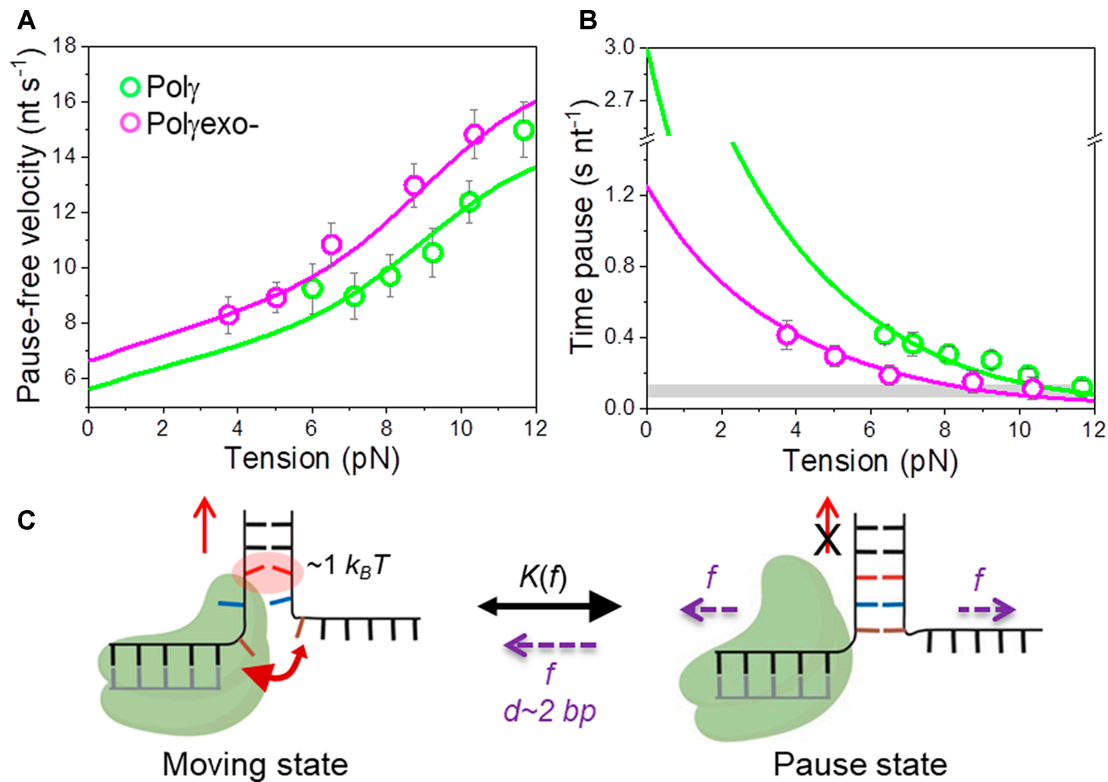 A
B
Pause-free velocity (nt s⁻¹)
18
16
14
12
10
8
6
0 2 4 6 8 10 12
Tension (pN)
Polγ
Polγexo-
Time pause (s nt⁻¹)
3.0
2.7
1.2
0.8
0.4
0.0
0 2 4 6 8 10 12
Tension (pN)
C
~1 kBT
K(f)
f
d~2 bp
X
f
f
Moving state
Pause state